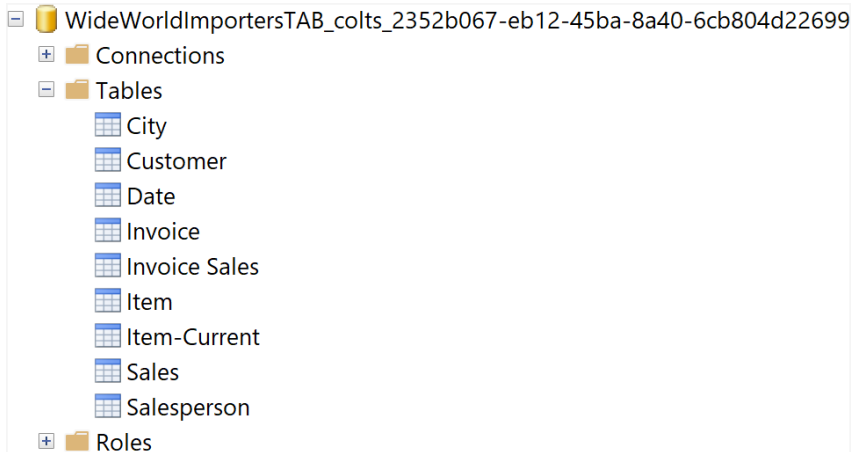 WideWorldImportersTAB_colts_2352b067-eb12-45ba-8a40-6cb804d22699
Connections
Tables
City
Customer
Date
Invoice
Invoice Sales
Item
Item-Current
Sales
Salesperson
Roles